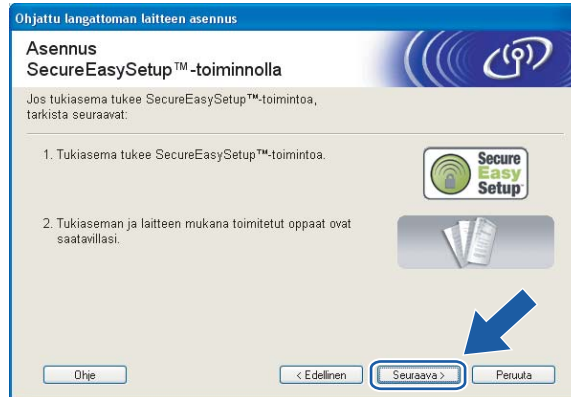 Ohjattu langattoman laitteen asennus
Asennus
SecureEasySetup™-toiminnolla
Jos tukiasema tukee SecureEasySetup™-toimintoa,
tarkista seuraavat:
1. Tukiasema tukee SecureEasySetup™-toimintoa.
Secure
Easy
Setup
2. Tukiaseman ja laitteen mukana toimitetut oppaat ovat
saatavillasi.
Ohje
< Edellinen
Seuraava >
Peruuta